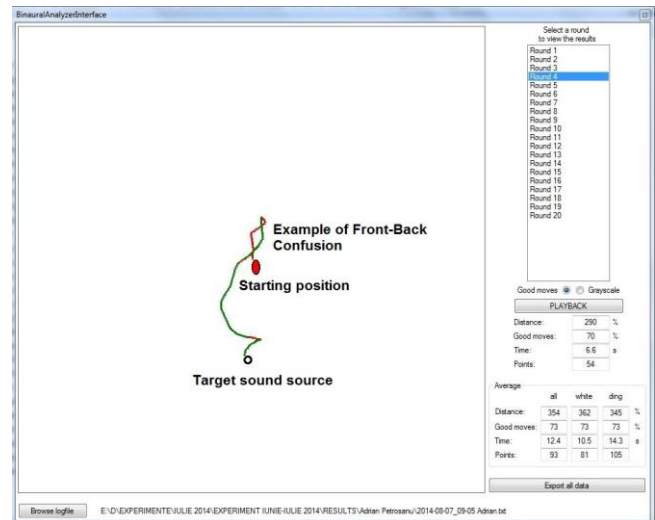 BinauralAnalyzerInterface
Select a round
to view the results
Round 1
Round 2
Round 3
Round 4
Round 5
Round 6
Round 7
Round 8
Round 9
Round 10
Round 11
Round 12
Round 13
Round 14
Round 15
Round 16
Round 17
Round 18
Round 19
Round 20
Example of Front-Back
Confusion
Starting position
Target sound source
Good moves Grayscale
PLAYBACK
Distance: 290 %
Good moves: 70 %
Time: 6.6 s
Points: 54
Average
all white ding
Distance: 354 362 345 %
Good moves: 73 73 73 %
Time: 12.4 10.5 14.3 s
Points: 93 81 105
Export all data
Browse logfile E:\D\EXPERIMENTE\IULIE 2014\EXPERIMENT IUNIE-IULIE 2014\RESULTS\Adrian Petrosanu\2014-08-07_09-05 Adrian.txt